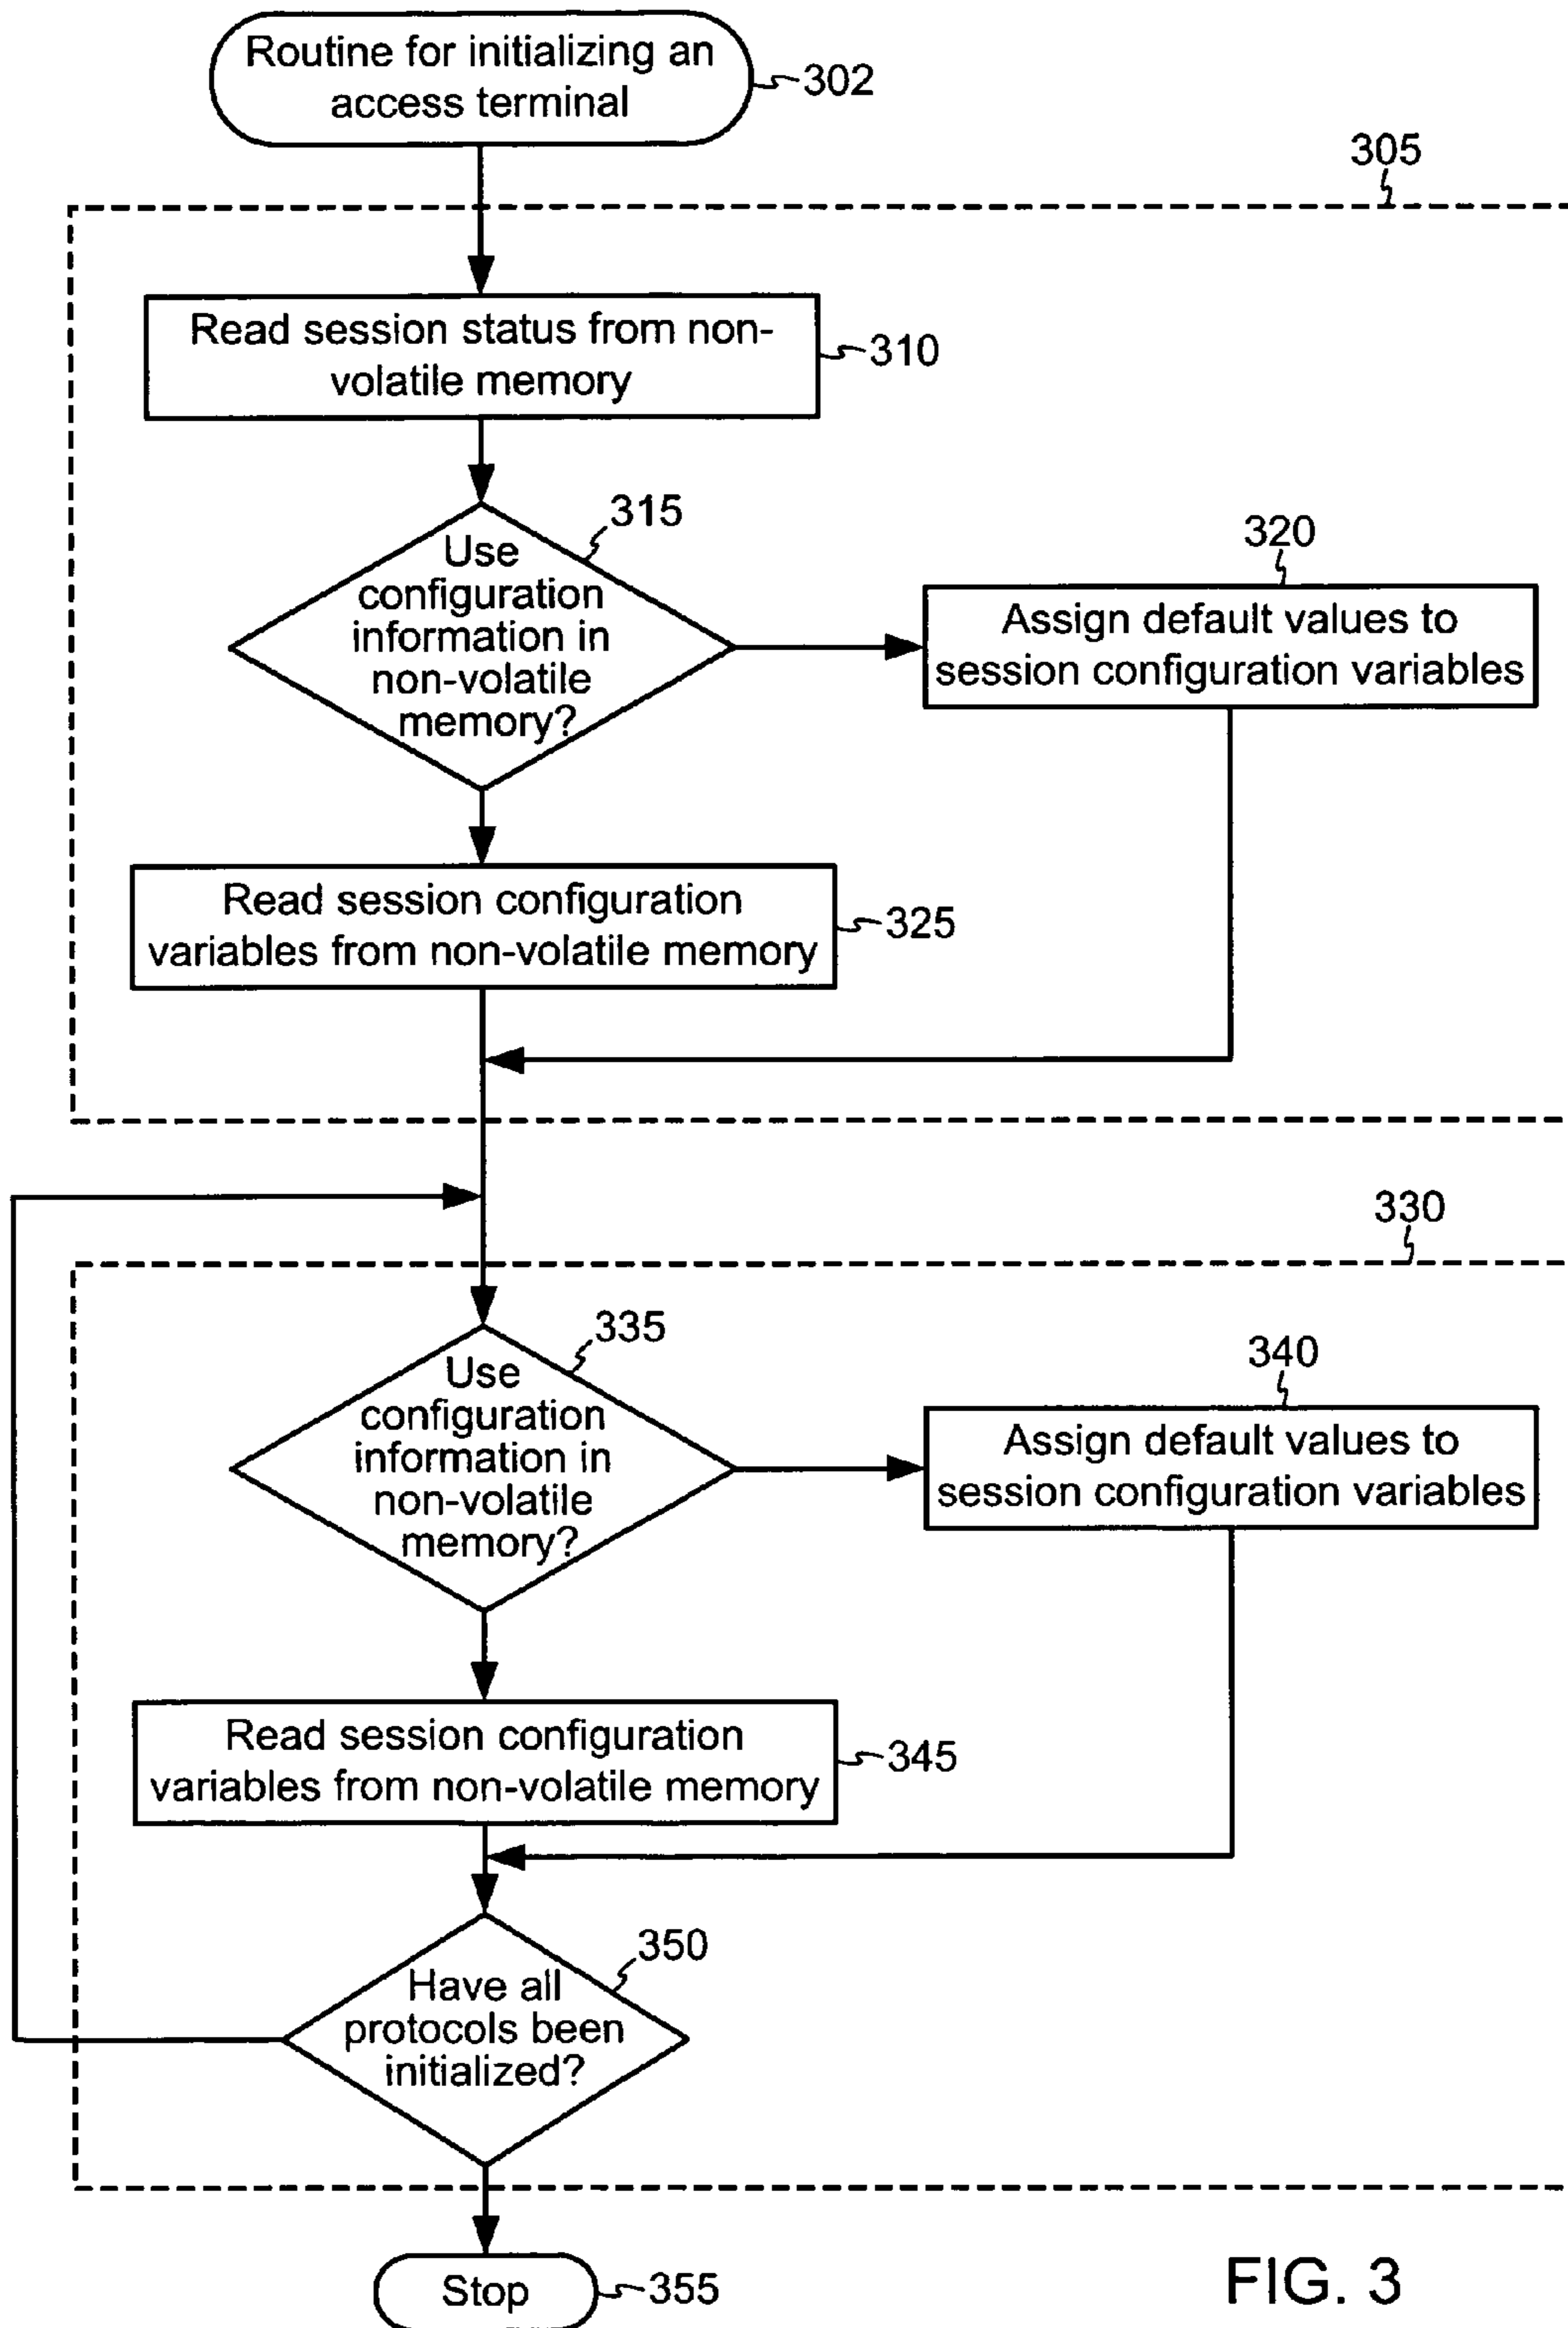 Routine for initializing an
access terminal
302
305
Read session status from non-
volatile memory
310
315
Use
configuration
information in
non-volatile
memory?
320
Assign default values to
session configuration variables
Read session configuration
variables from non-volatile memory
325
330
335
Use
configuration
information in
non-volatile
memory?
340
Assign default values to
session configuration variables
Read session configuration
variables from non-volatile memory
345
350
Have all
protocols been
initialized?
Stop
355
FIG. 3